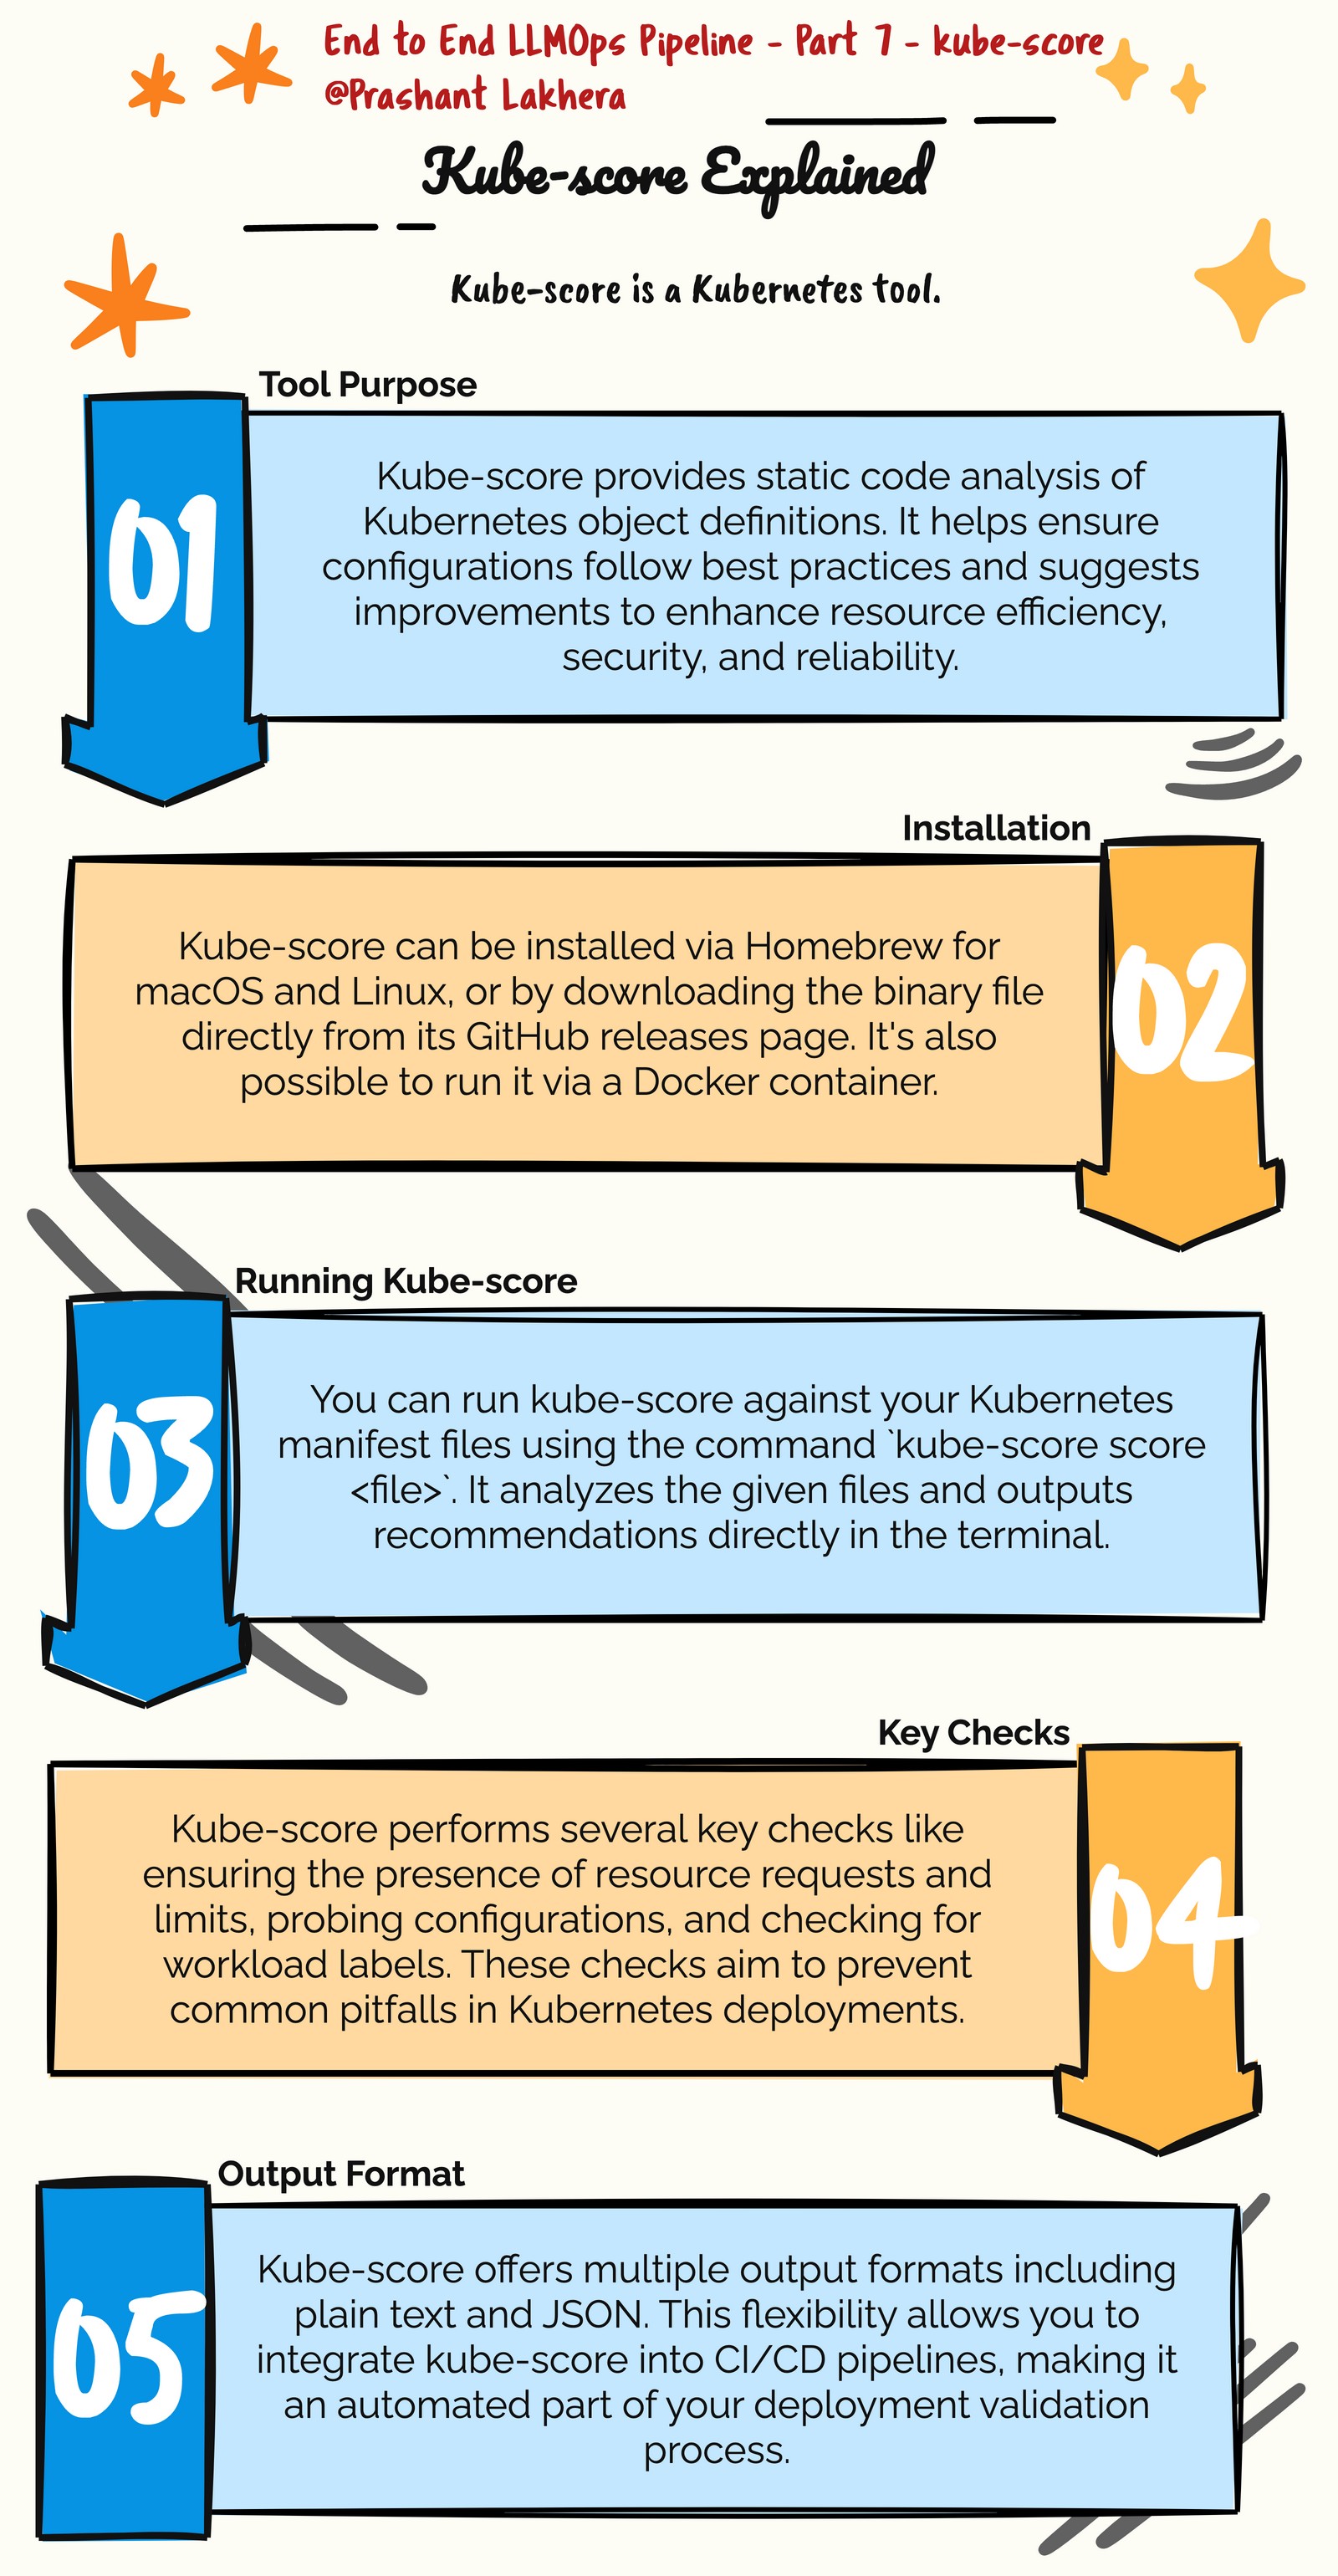 End to End LLMOps Pipeline - Part 7 - kube-score
@Prashant Lakhera
Kube-score Explained
Kube-score is a Kubernetes tool.
Tool Purpose
01
Kube-score provides static code analysis of
Kubernetes object definitions. It helps ensure
configurations follow best practices and suggests
improvements to enhance resource efficiency,
security, and reliability.
Installation
02
Kube-score can be installed via Homebrew for
macOS and Linux, or by downloading the binary file
directly from its GitHub releases page. It's also
possible to run it via a Docker container.
Running Kube-score
03
You can run kube-score against your Kubernetes
manifest files using the command `kube-score score
<file>`. It analyzes the given files and outputs
recommendations directly in the terminal.
Key Checks
04
Kube-score performs several key checks like
ensuring the presence of resource requests and
limits, probing configurations, and checking for
workload labels. These checks aim to prevent
common pitfalls in Kubernetes deployments.
Output Format
05
Kube-score offers multiple output formats including
plain text and JSON. This flexibility allows you to
integrate kube-score into CI/CD pipelines, making it
an automated part of your deployment validation
process.